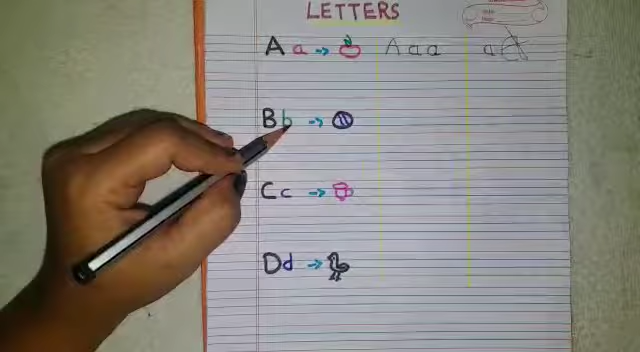 LETTERS
A a → A a a a d
B b →
C c →
D d →